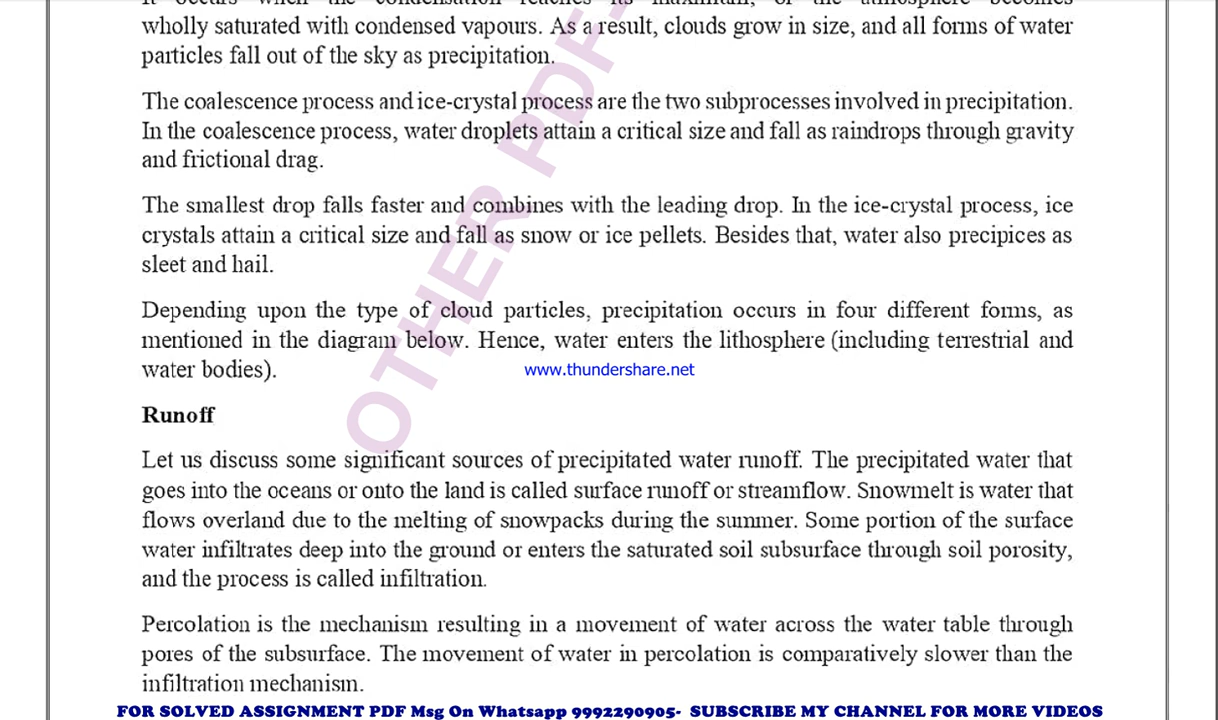 wholly saturated with condensed vapours. As a result, clouds grow in size, and all forms of water
particles fall out of the sky as precipitation.
The coalescence process and ice-crystal process are the two subprocesses involved in precipitation.
In the coalescence process, water droplets attain a critical size and fall as raindrops through gravity
and frictional drag.
The smallest drop falls faster and combines with the leading drop. In the ice-crystal process, ice
crystals attain a critical size and fall as snow or ice pellets. Besides that, water also precipices as
sleet and hail.
Depending upon the type of cloud particles, precipitation occurs in four different forms, as
mentioned in the diagram below. Hence, water enters the lithosphere (including terrestrial and
water bodies).
www.thundershare.net
OTHER PDF-
Runoff
Let us discuss some significant sources of precipitated water runoff. The precipitated water that
goes into the oceans or onto the land is called surface runoff or streamflow. Snowmelt is water that
flows overland due to the melting of snowpacks during the summer. Some portion of the surface
water infiltrates deep into the ground or enters the saturated soil subsurface through soil porosity,
and the process is called infiltration.
Percolation is the mechanism resulting in a movement of water across the water table through
pores of the subsurface. The movement of water in percolation is comparatively slower than the
infiltration mechanism.
FOR SOLVED ASSIGNMENT PDF Msg On Whatsapp 9992290905- SUBSCRIBE MY CHANNEL FOR MORE VIDEOS